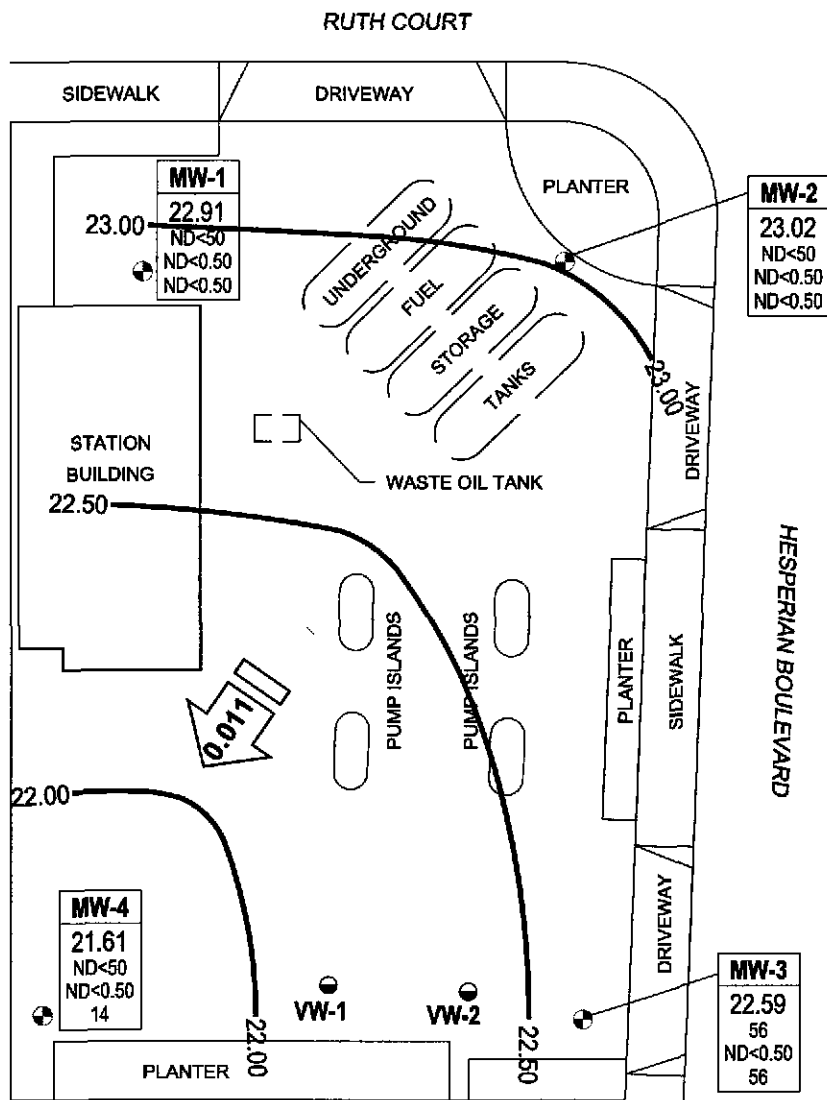 RUTH COURT
SIDEWALK
DRIVEWAY
PLANTER
MW-1
22.91
ND<50
ND<0.50
ND<0.50
23.00
MW-2
23.02
ND<50
ND<0.50
ND<0.50
UNDERGROUND
FUEL
STORAGE
TANKS
23.00
DRIVEWAY
STATION
BUILDING
WASTE OIL TANK
22.50
HESPERIAN BOULEVARD
PUMP ISLANDS
PUMP ISLANDS
PLANTER
SIDEWALK
0.011
22.00
MW-4
21.61
ND<50
ND<0.50
14
VW-1
VW-2
DRIVEWAY
MW-3
22.59
56
ND<0.50
56
22.00
22.50
PLANTER